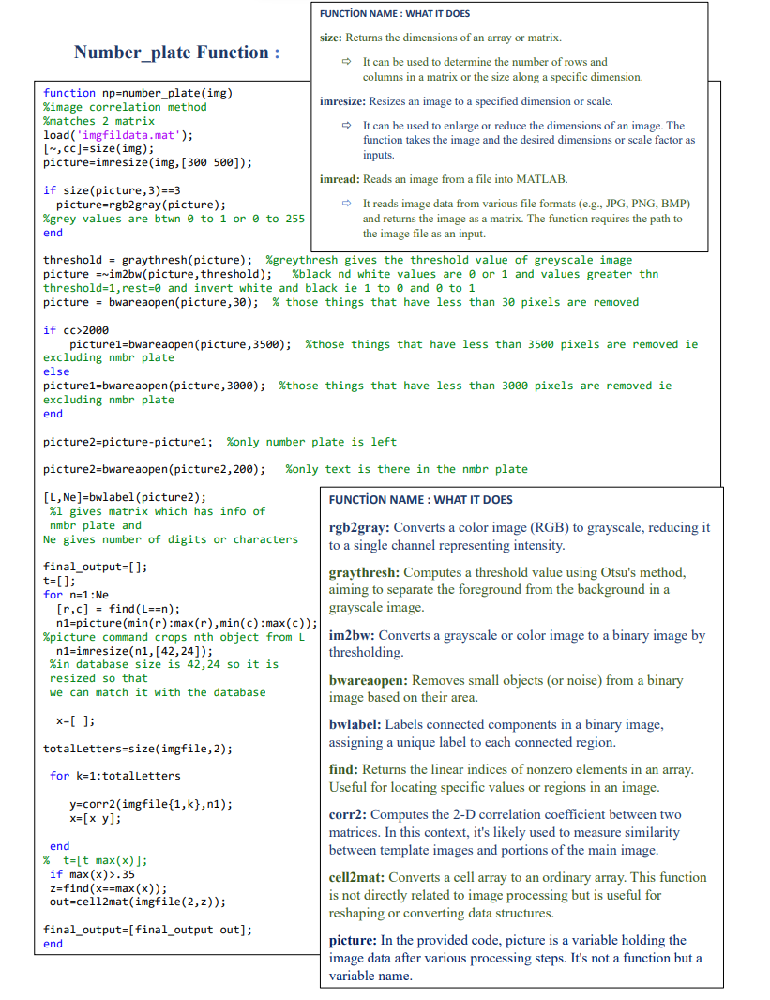 Number_plate Function :
FUNCTİON NAME : WHAT IT DOES
size: Returns the dimensions of an array or matrix.
⇨ It can be used to determine the number of rows and
columns in a matrix or the size along a specific dimension.
imresize: Resizes an image to a specified dimension or scale.
⇨ It can be used to enlarge or reduce the dimensions of an image. The
function takes the image and the desired dimensions or scale factor as
inputs.
imread: Reads an image from a file into MATLAB.
⇨ It reads image data from various file formats (e.g., JPG, PNG, BMP)
and returns the image as a matrix. The function requires the path to
the image file as an input.
function np=number_plate(img)
%image correlation method
%matches 2 matrix
load('imgfildata.mat');
[~,cc]=size(img);
picture=imresize(img,[300 500]);
if size(picture,3)==3
picture=rgb2gray(picture);
%grey values are btwn 0 to 1 or 0 to 255
end
threshold = graythresh(picture); %greythresh gives the threshold value of greyscale image
picture =~im2bw(picture,threshold); %black nd white values are 0 or 1 and values greater thn
threshold=1,rest=0 and invert white and black ie 1 to 0 and 0 to 1
picture = bwareaopen(picture,30); % those things that have less than 30 pixels are removed
if cc>2000
picture1=bwareaopen(picture,3500); %those things that have less than 3500 pixels are removed ie
excluding nmbr plate
else
picture1=bwareaopen(picture,3000); %those things that have less than 3000 pixels are removed ie
excluding nmbr plate
end
picture2=picture-picture1; %only number plate is left
picture2=bwareaopen(picture2,200); %only text is there in the nmbr plate
[L,Ne]=bwlabel(picture2);
%l gives matrix which has info of
nmbr plate and
Ne gives number of digits or characters
final_output=[];
t=[];
for n=1:Ne
[r,c] = find(L==n);
n1=picture(min(r):max(r),min(c):max(c));
%picture command crops nth object from L
n1=imresize(n1,[42,24]);
%in database size is 42,24 so it is
resized so that
we can match it with the database
x=[ ];
totalLetters=size(imgfile,2);
for k=1:totalLetters
y=corr2(imgfile{1,k},n1);
x=[x y];
end
% t=[t max(x)];
if max(x)>.35
z=find(x==max(x));
out=cell2mat(imgfile(2,z));
final_output=[final_output out];
end
FUNCTİON NAME : WHAT IT DOES
rgb2gray: Converts a color image (RGB) to grayscale, reducing it
to a single channel representing intensity.
graythresh: Computes a threshold value using Otsu's method,
aiming to separate the foreground from the background in a
grayscale image.
im2bw: Converts a grayscale or color image to a binary image by
thresholding.
bwareaopen: Removes small objects (or noise) from a binary
image based on their area.
bwlabel: Labels connected components in a binary image,
assigning a unique label to each connected region.
find: Returns the linear indices of nonzero elements in an array.
Useful for locating specific values or regions in an image.
corr2: Computes the 2-D correlation coefficient between two
matrices. In this context, it's likely used to measure similarity
between template images and portions of the main image.
cell2mat: Converts a cell array to an ordinary array. This function
is not directly related to image processing but is useful for
reshaping or converting data structures.
picture: In the provided code, picture is a variable holding the
image data after various processing steps. It's not a function but a
variable name.